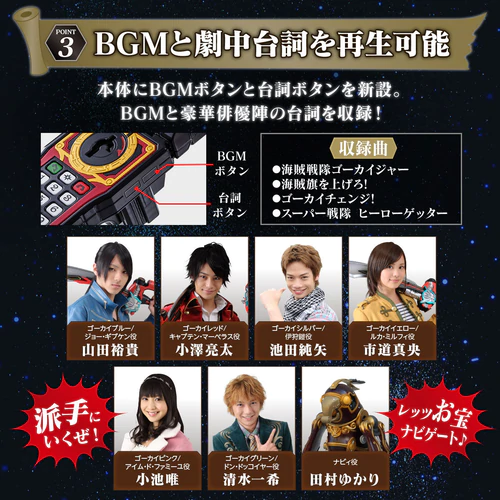 POINT
3
BGMと劇中台詞を再生可能
本体にBGMボタンと台詞ボタンを新設。
BGMと豪華俳優陣の台詞を収録！
BGM
ボタン
台詞
ボタン
収録曲
●海賊戦隊ゴーカイジャー
●海賊旗を上げろ!
●ゴーカイチェンジ!
●スーパー戦隊 ヒーローゲッター
ゴーカイブルー/
ジョー・ギブケン役
山田裕貴
ゴーカイレッド/
キャプテン・マーベラス役
小澤亮太
ゴーカイシルバー/
伊狩鎧役
池田純矢
ゴーカイイエロー/
ルカ・ミルフィ役
市道真央
派手に
いくぜ!
ゴーカイピンク/
アイム・ド・ファミーユ役
小池唯
ゴーカイグリーン/
ドン・ドッゴイヤー役
清水一希
ナビィ役
田村ゆかり
レッツお宝
ナビゲート♪